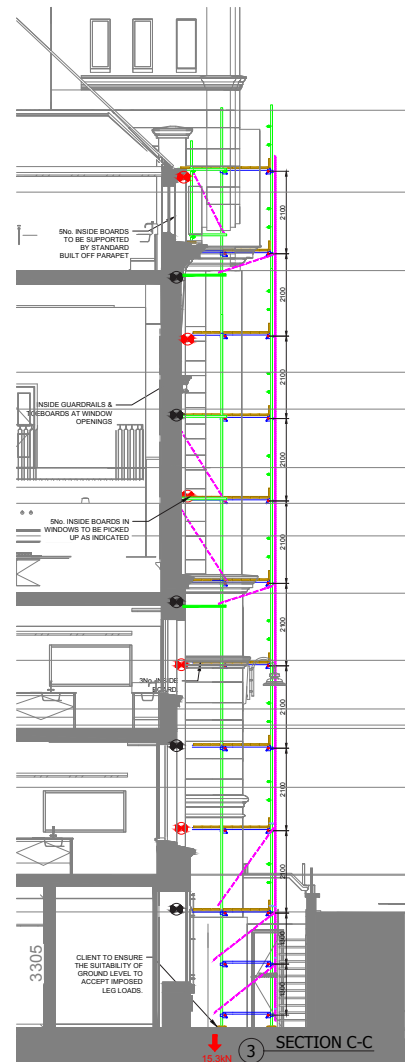 5No. INSIDE BOARDS
TO BE SUPPORTED
BY STANDARD
BUILT OFF PARAPET
2100
2100
INSIDE GUARDRAILS &
TOEBOARDS AT WINDOW
OPENINGS
2100
2100
5No. INSIDE BOARDS IN
WINDOWS TO BE PICKED
UP AS INDICATED
2100
2100
3No. INSIDE
BOARD
2100
2100
2100
CLIENT TO ENSURE
THE SUITABILITY OF
GROUND LEVEL TO
ACCEPT IMPOSED
LEG LOADS.
3305
1300
1300
15.3kN
3 SECTION C-C